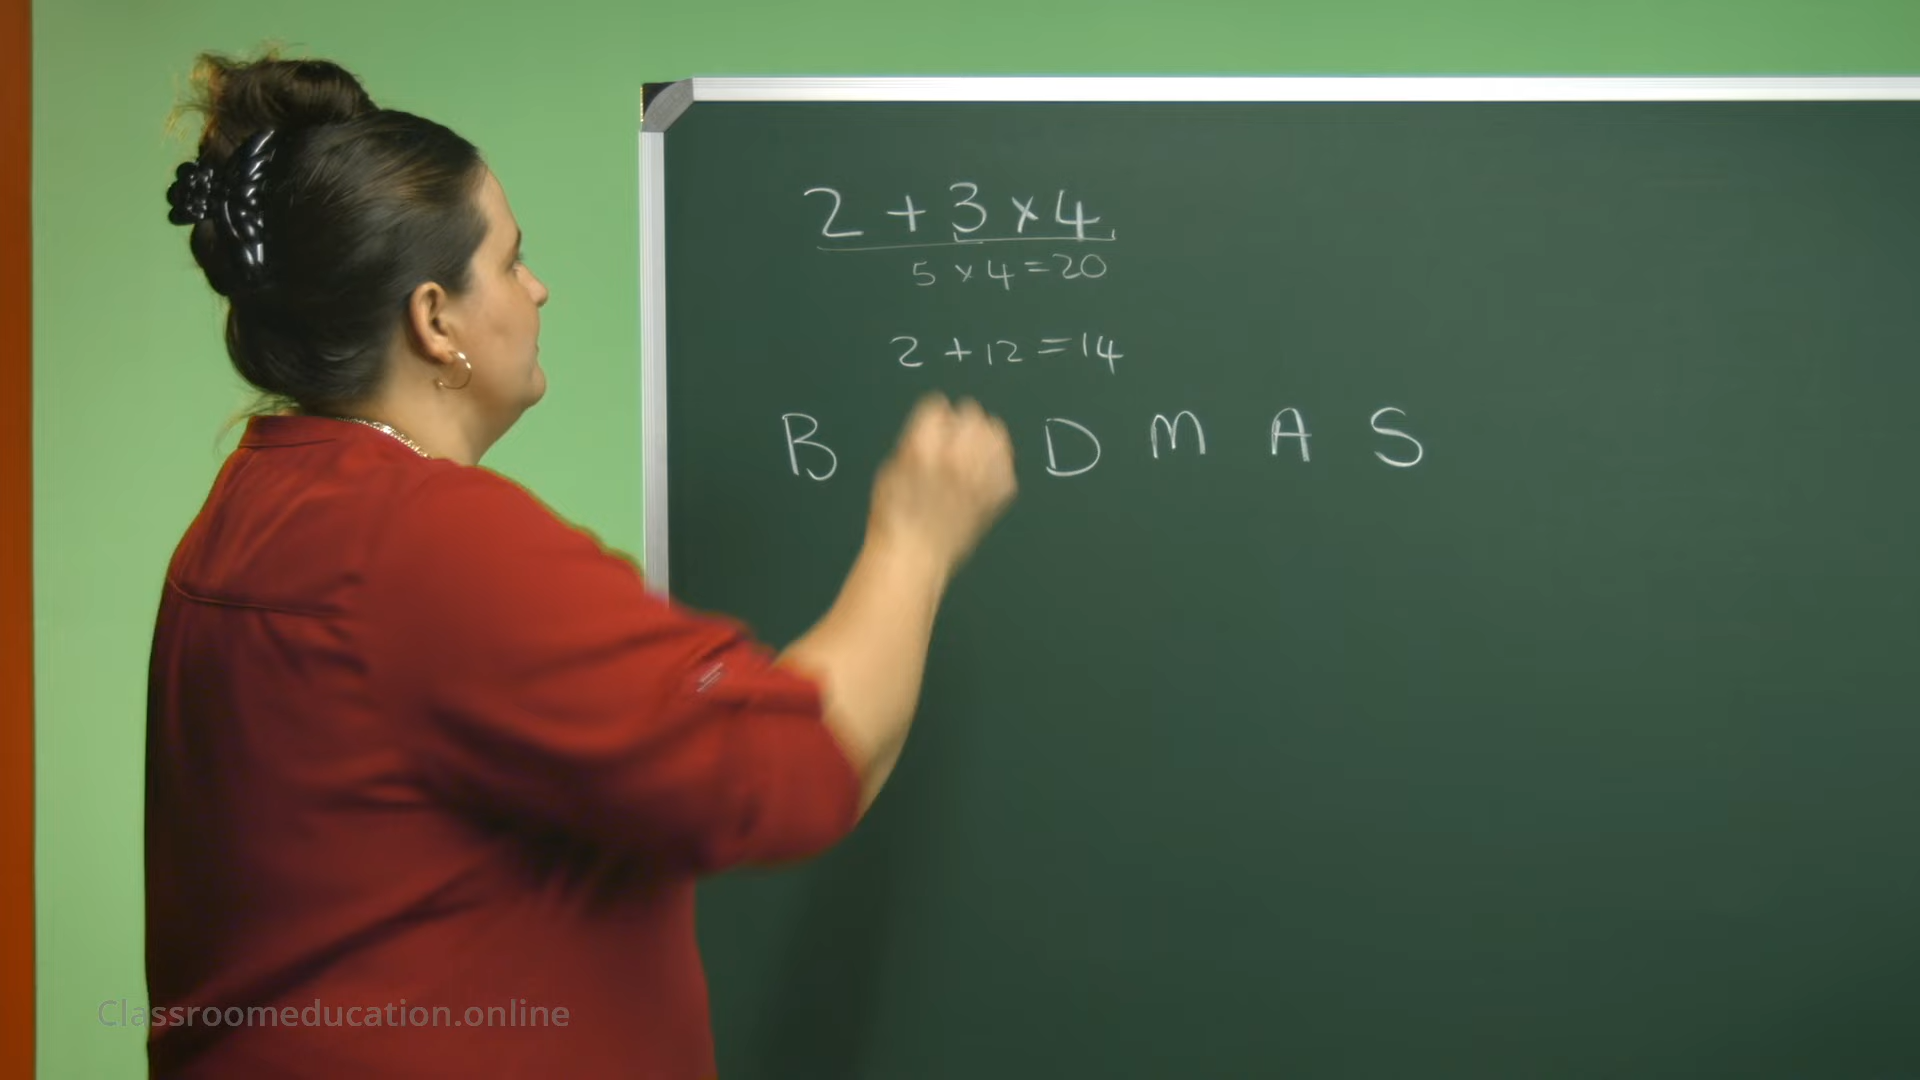 2 + 3 × 4
5 × 4 = 20
2 + 12 = 14
B D M A S
Classroomeducation.online